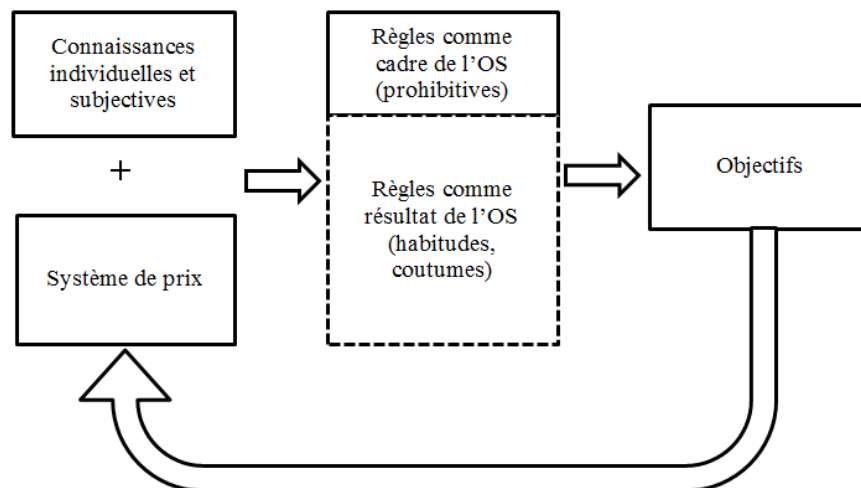 Connaissances
individuelles et
subjectives
+
Système de prix
Règles comme
cadre de l’OS
(prohibitives)
Règles comme
résultat de l’OS
(habitudes,
coutumes)
Objectifs